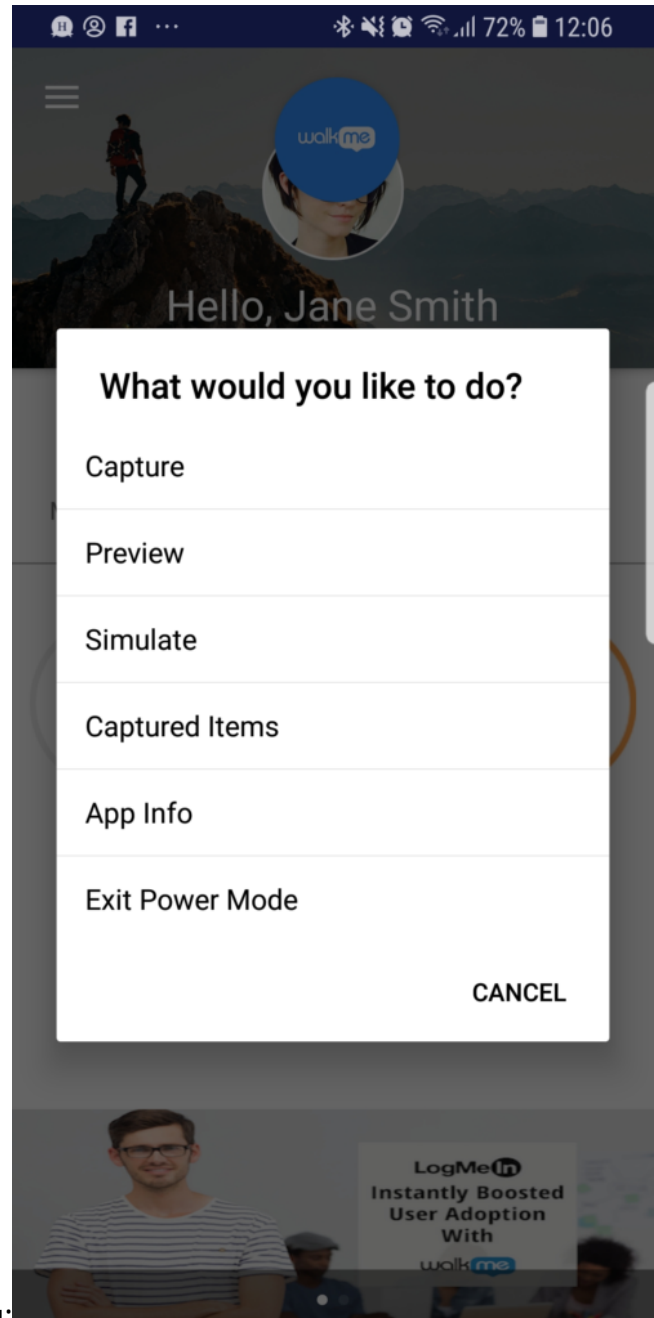 H
72% 12:06
walkme
Hello, Jane Smith
What would you like to do?
Capture
Preview
Simulate
Captured Items
App Info
Exit Power Mode
CANCEL
LogMeIn
Instantly Boosted
User Adoption
With
walkme